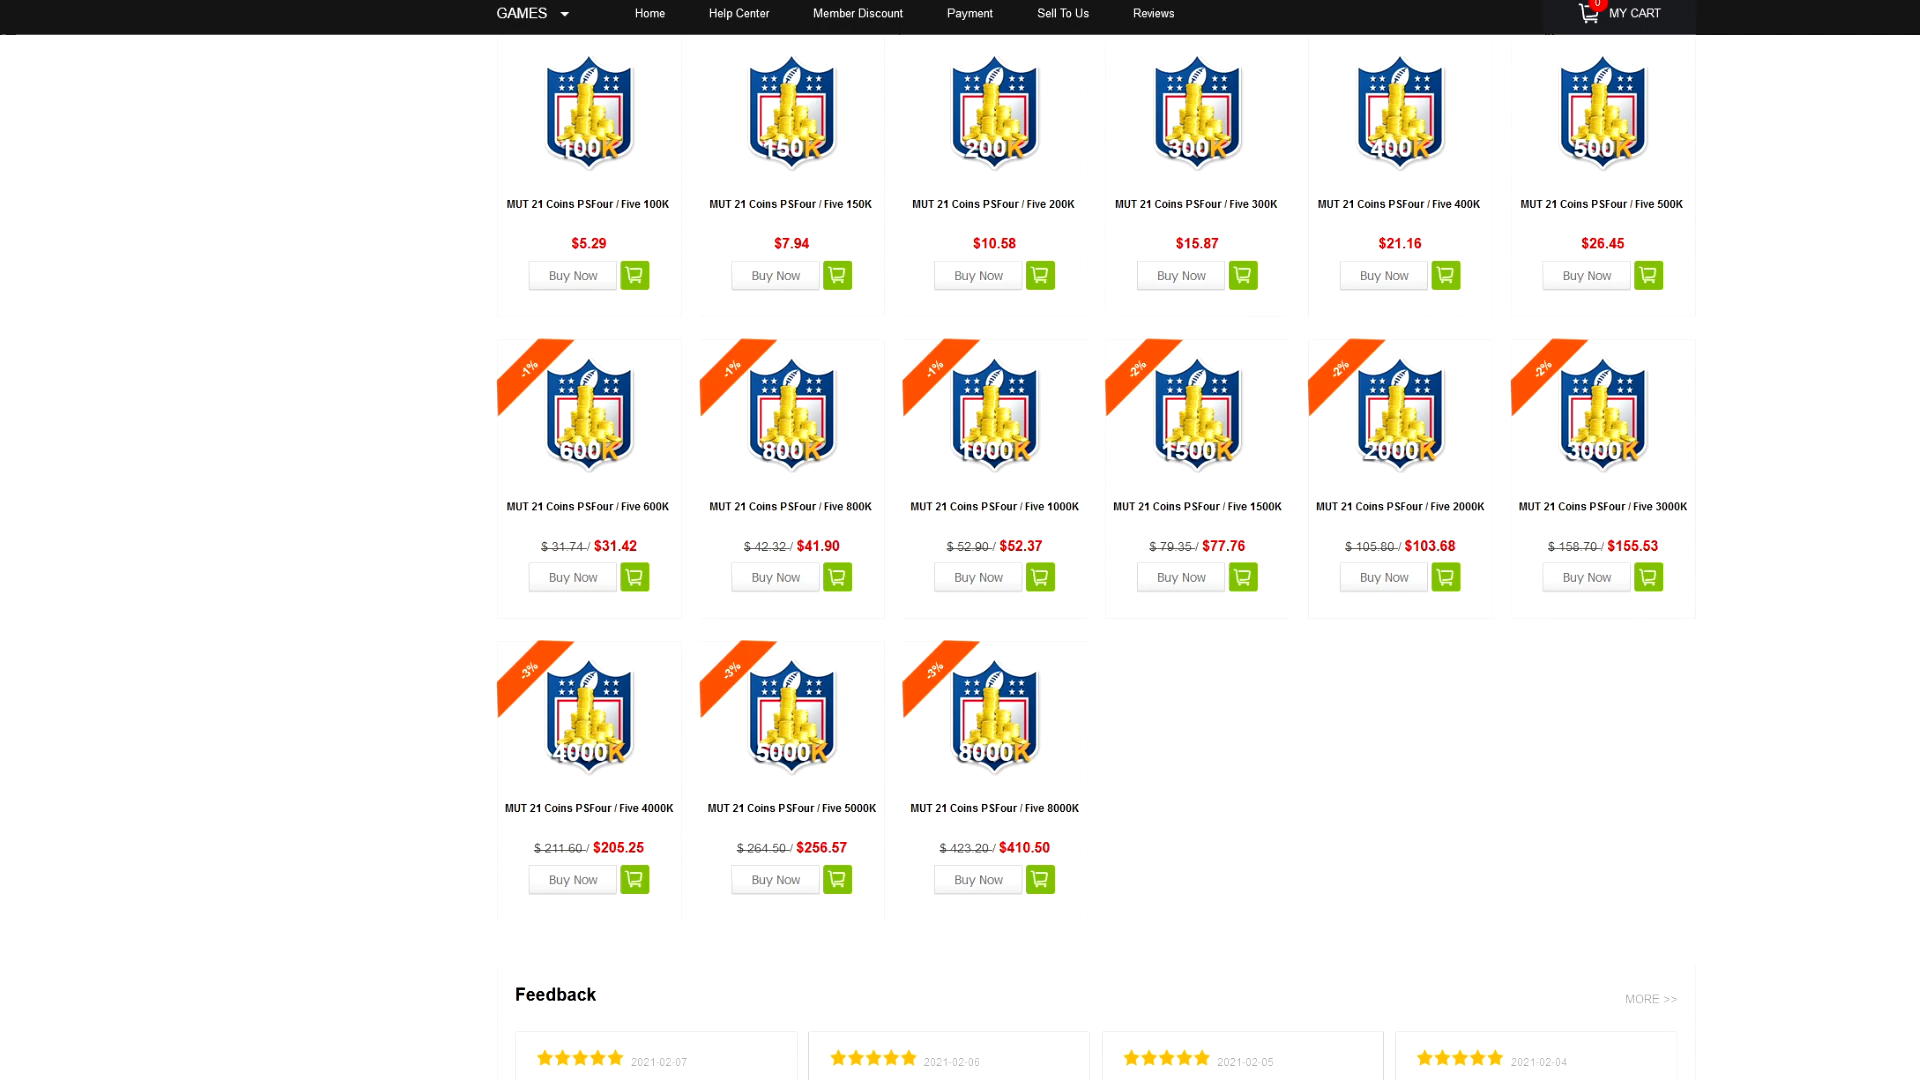 GAMES Home Help Center Member Discount Payment Sell To Us Reviews 0 MY CART
100K 150K 200K 300K 400K 500K
MUT 21 Coins PSFour / Five 100K MUT 21 Coins PSFour / Five 150K MUT 21 Coins PSFour / Five 200K MUT 21 Coins PSFour / Five 300K MUT 21 Coins PSFour / Five 400K MUT 21 Coins PSFour / Five 500K
$5.29 $7.94 $10.58 $15.87 $21.16 $26.45
Buy Now Buy Now Buy Now Buy Now Buy Now Buy Now
-1% -1% -1% -2% -2% -2%
600K 800K 1000K 1500K 2000K 3000K
MUT 21 Coins PSFour / Five 600K MUT 21 Coins PSFour / Five 800K MUT 21 Coins PSFour / Five 1000K MUT 21 Coins PSFour / Five 1500K MUT 21 Coins PSFour / Five 2000K MUT 21 Coins PSFour / Five 3000K
$ 31.74 / $31.42 $ 42.32 / $41.90 $ 52.90 / $52.37 $ 79.35 / $77.76 $ 105.80 / $103.68 $ 158.70 / $155.53
Buy Now Buy Now Buy Now Buy Now Buy Now Buy Now
-3% -3% -3%
4000K 5000K 8000K
MUT 21 Coins PSFour / Five 4000K MUT 21 Coins PSFour / Five 5000K MUT 21 Coins PSFour / Five 8000K
$ 211.60 / $205.25 $ 264.50 / $256.57 $ 423.20 / $410.50
Buy Now Buy Now Buy Now
Feedback MORE >>
2021-02-07 2021-02-06 2021-02-05 2021-02-04